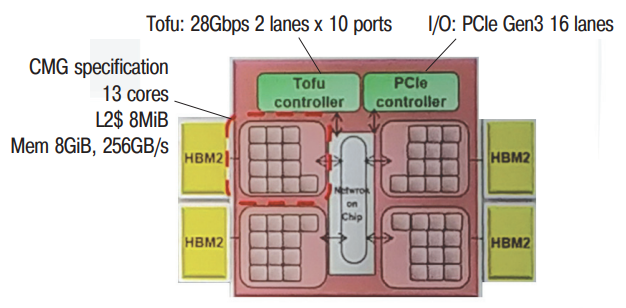 Tofu: 28Gbps 2 lanes x 10 ports
I/O: PCIe Gen3 16 lanes
CMG specification
13 cores
L2$ 8MiB
Mem 8GiB, 256GB/s
Tofu
controller
PCIe
controller
HBM2
HBM2
Netwrok
on
Chip
HBM2
HBM2